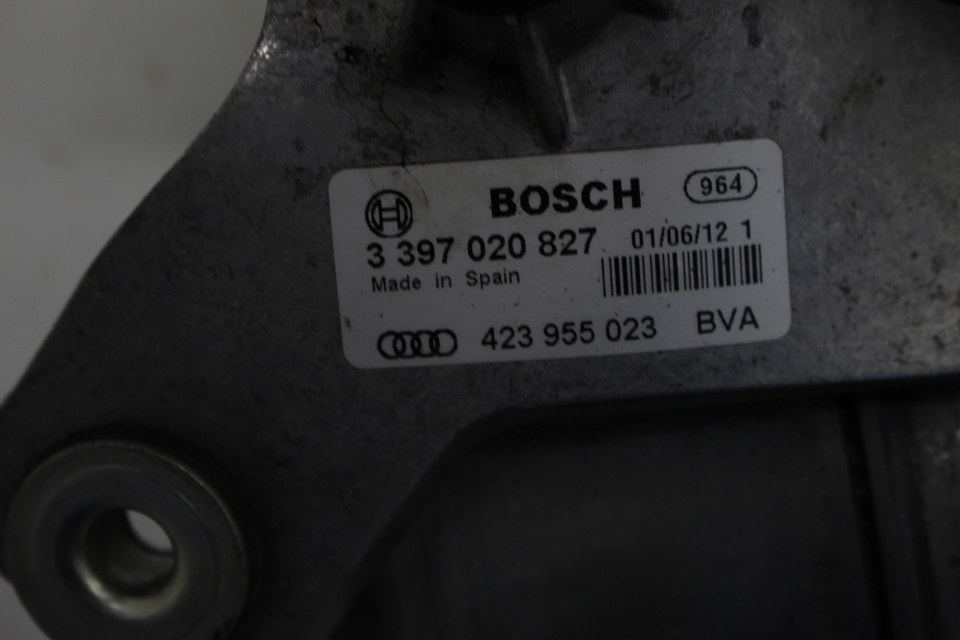 BOSCH 964
3 397 020 827 01/06/12 1
Made in Spain
423 955 023 BVA